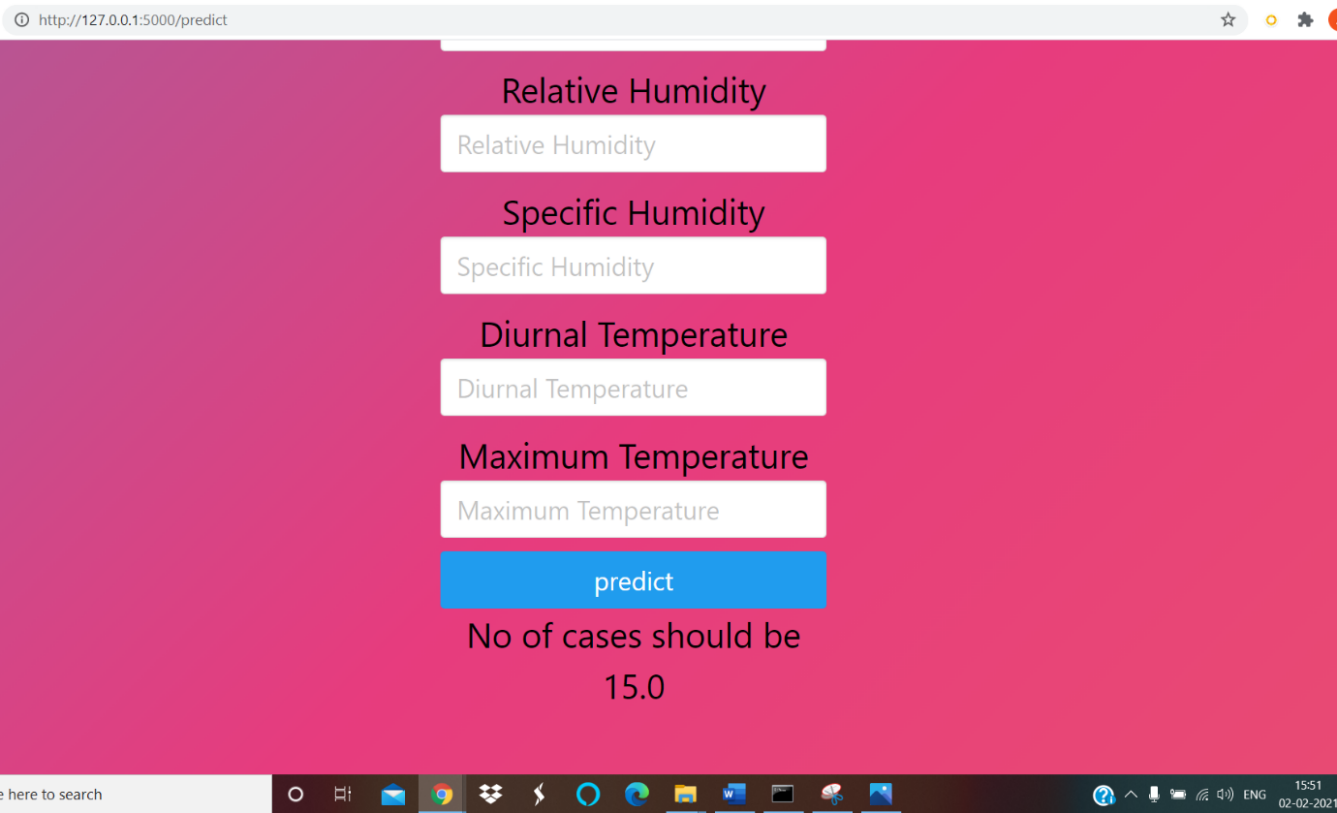 http://127.0.0.1:5000/predict
Relative Humidity
Relative Humidity
Specific Humidity
Specific Humidity
Diurnal Temperature
Diurnal Temperature
Maximum Temperature
Maximum Temperature
predict
No of cases should be
15.0
here to search
ENG
15:51
02-02-2021